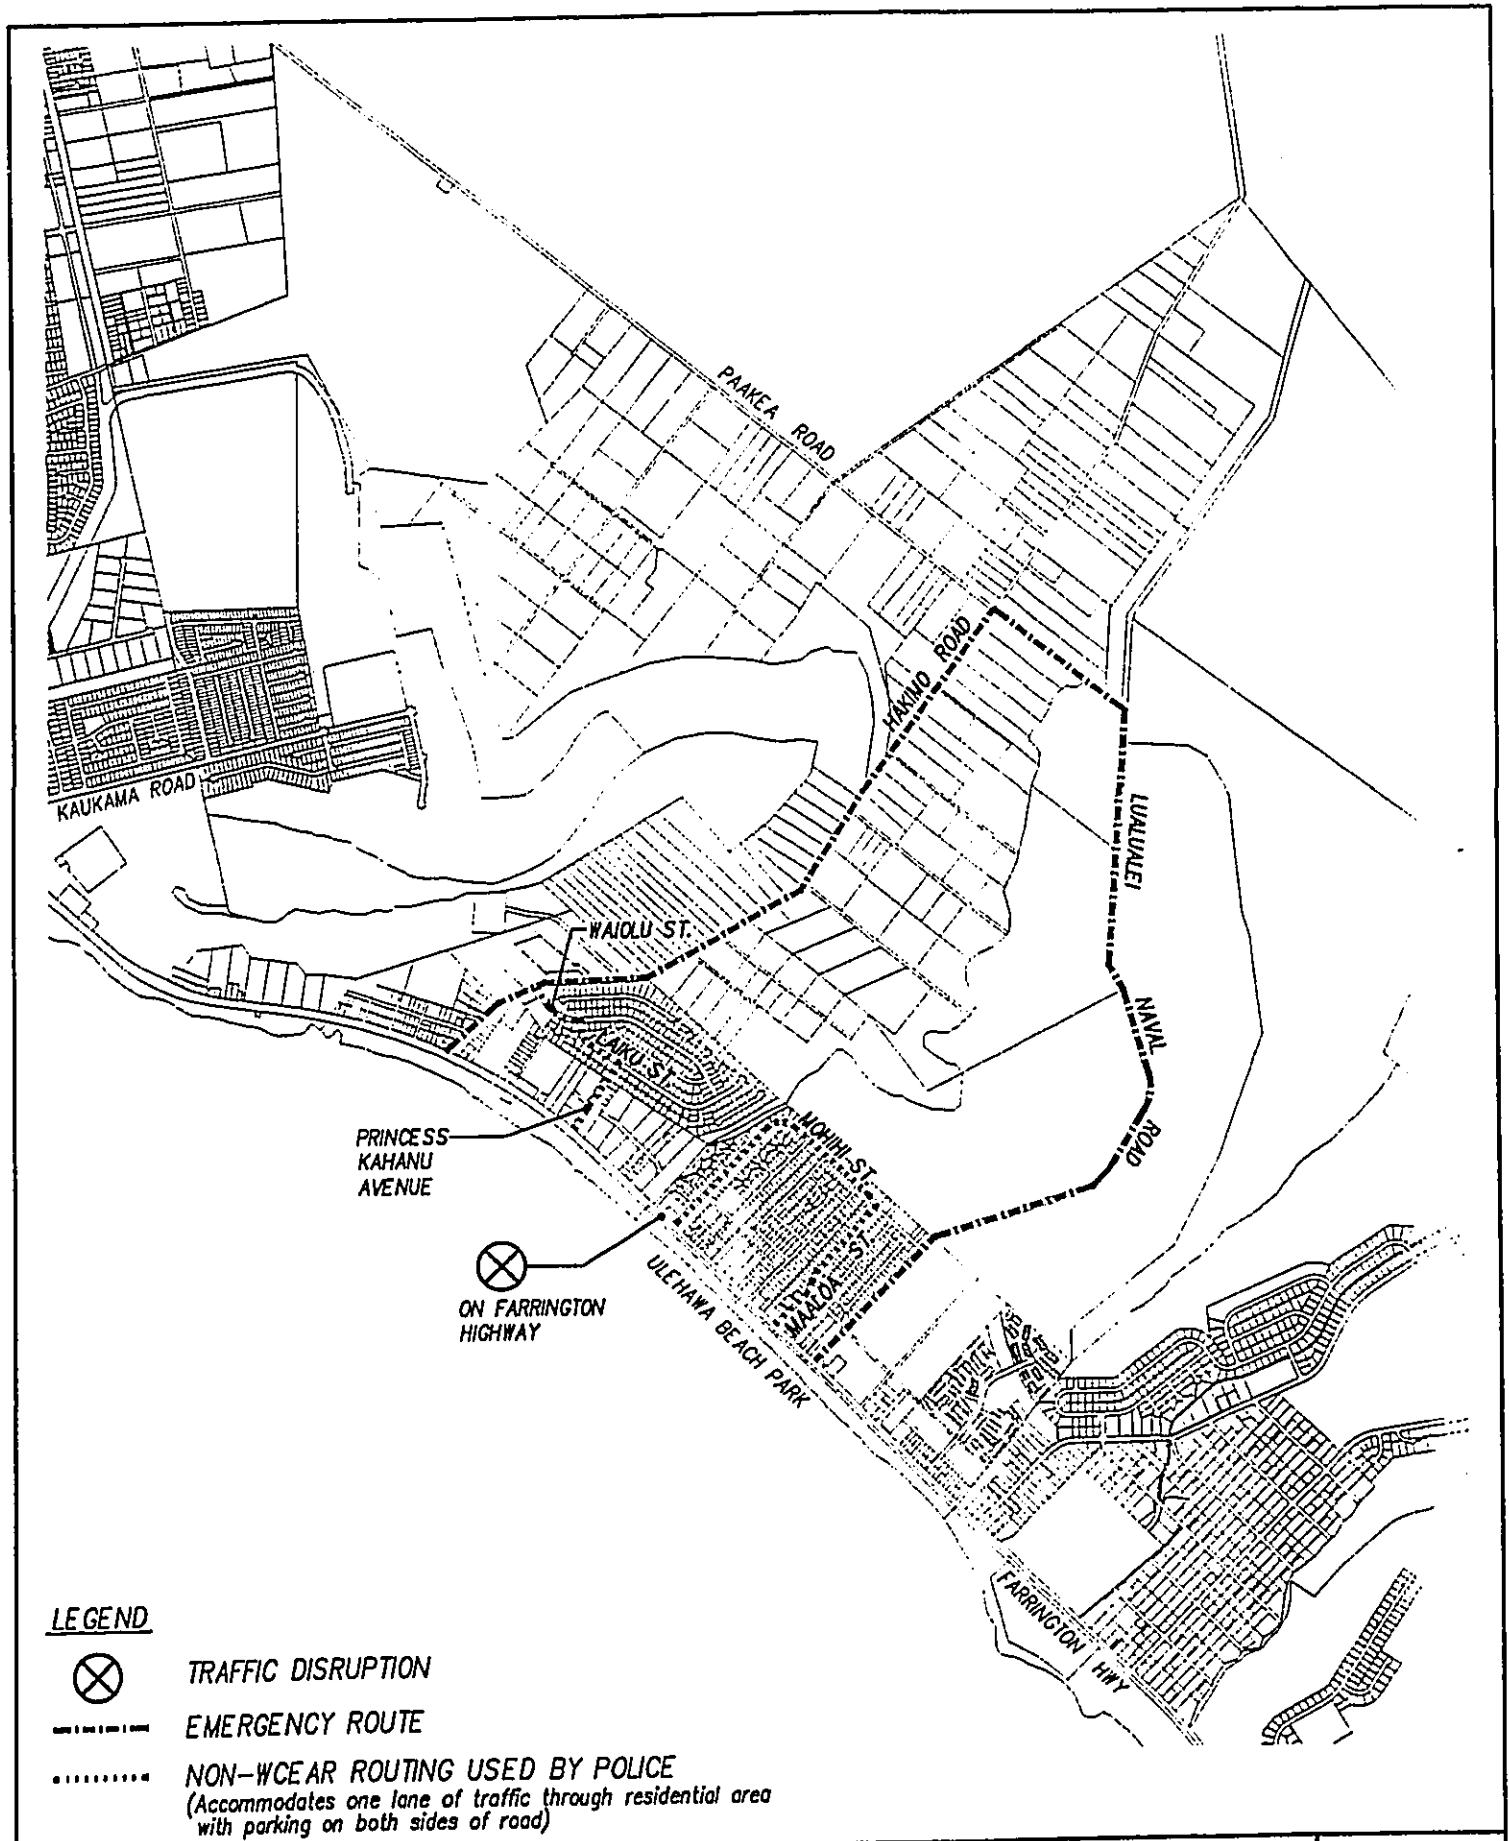 PAAKEA ROAD
HAKIMO ROAD
KAUKAMA ROAD
LUALUALEI
NAVAL
ROAD
WAIOLU ST.
LAIKU ST.
PRINCESS
KAHANU
AVENUE
MOHIHI ST.
MAALOA ST.
ON FARRINGTON
HIGHWAY
ULEHAWA BEACH PARK
FARRINGTON HWY
LEGEND
TRAFFIC DISRUPTION
EMERGENCY ROUTE
NON-WCEAR ROUTING USED BY POLICE
(Accommodates one lane of traffic through residential area
with parking on both sides of road)